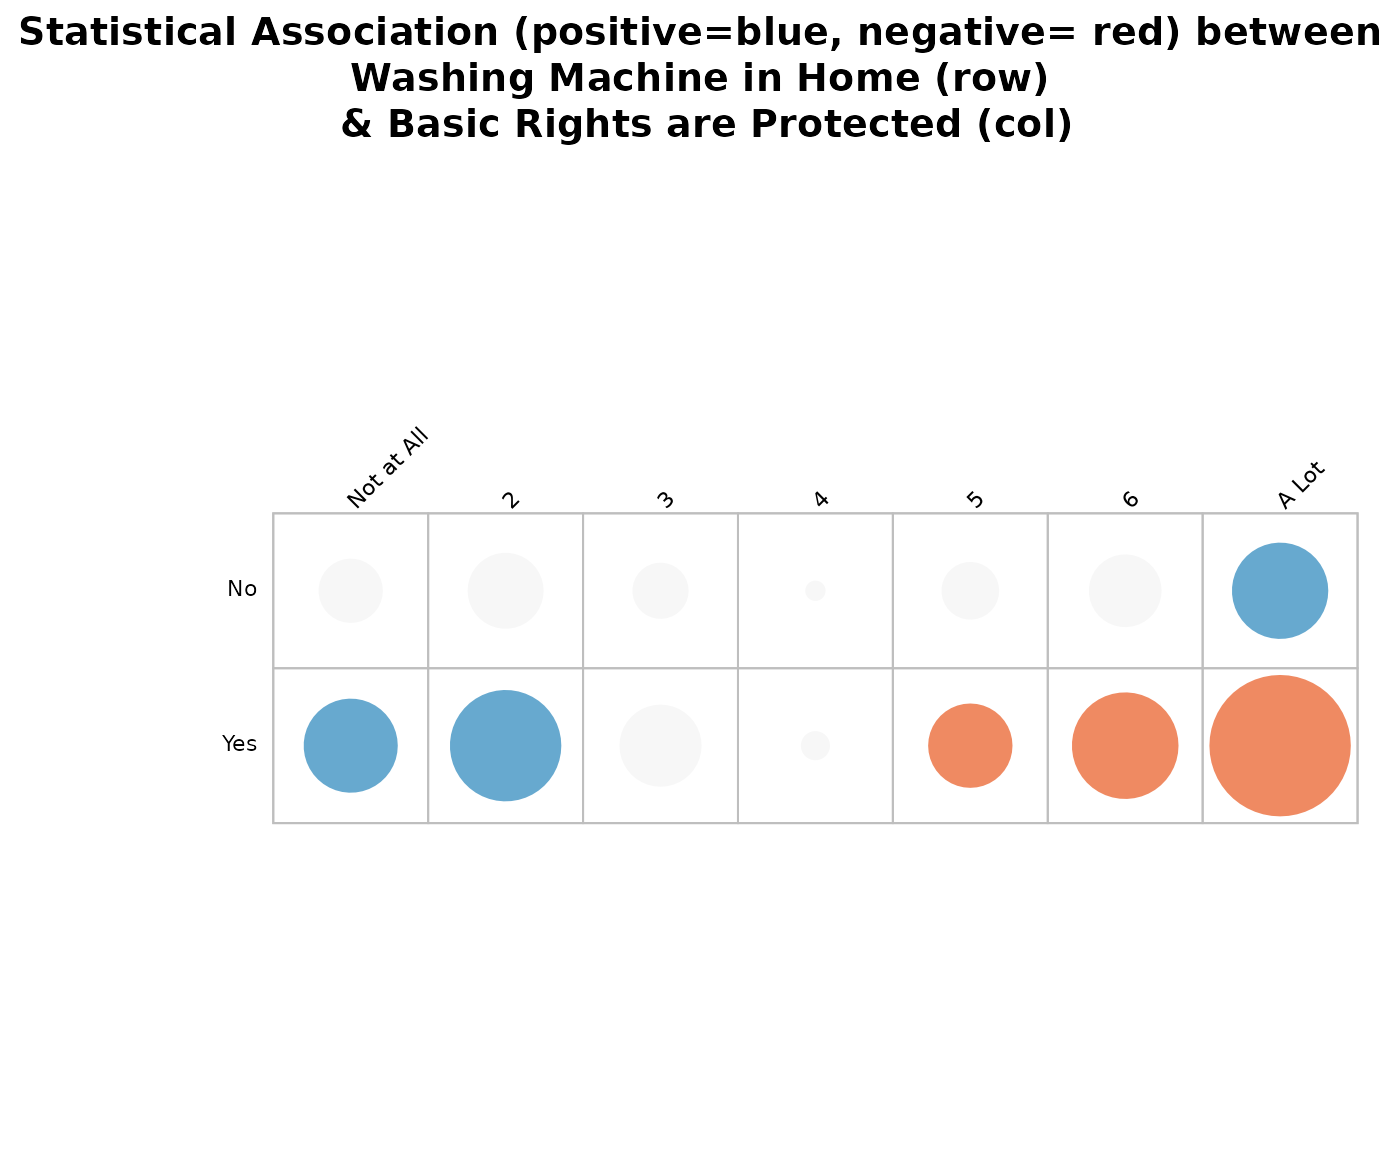 Statistical Association (positive=blue, negative= red) between
Washing Machine in Home (row)
& Basic Rights are Protected (col)
Not at All
2
3
4
5
6
A Lot
No
Yes